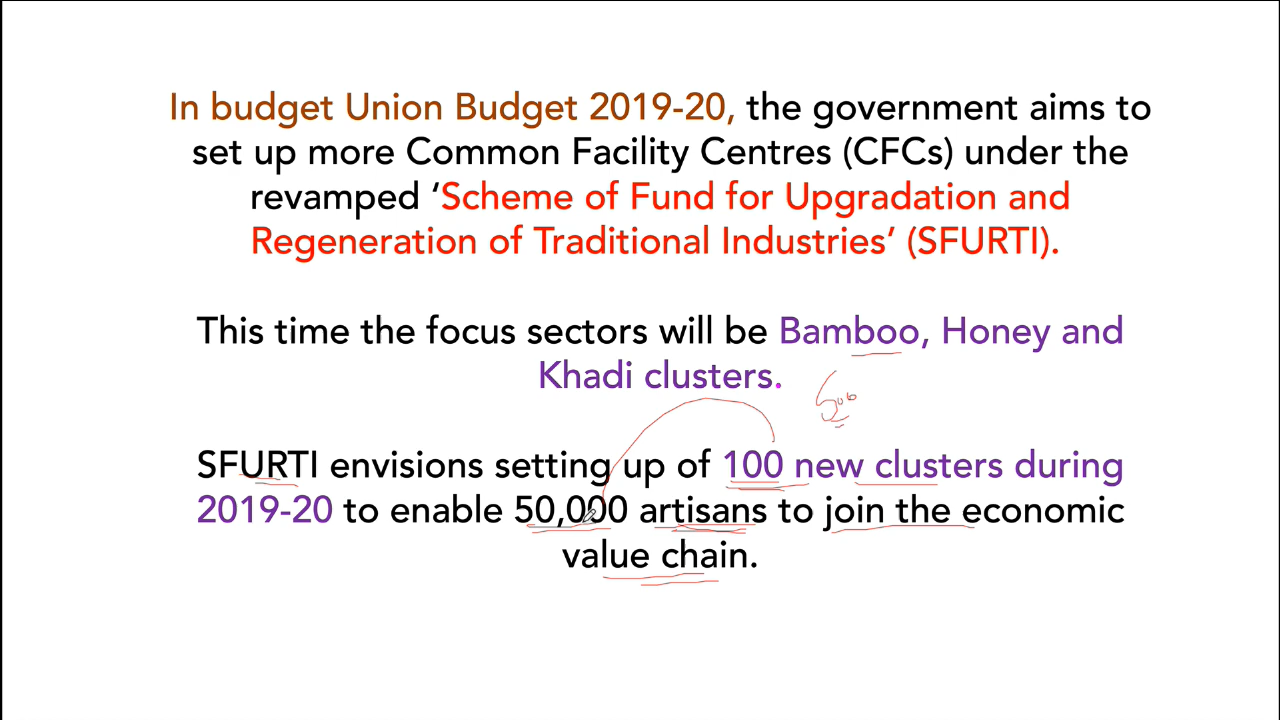 In budget Union Budget 2019-20, the government aims to
set up more Common Facility Centres (CFCs) under the
revamped ‘Scheme of Fund for Upgradation and
Regeneration of Traditional Industries’ (SFURTI).
This time the focus sectors will be Bamboo, Honey and
Khadi clusters.
SFURTI envisions setting up of 100 new clusters during
2019-20 to enable 50,000 artisans to join the economic
value chain.